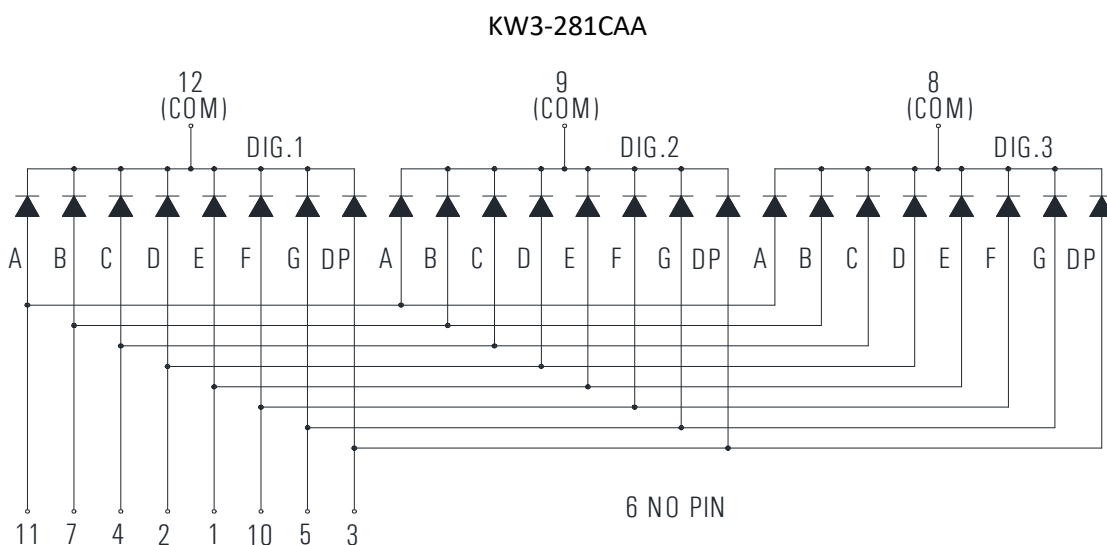 KW3-281CAA
12 9 8
(COM) (COM) (COM)
DIG.1 DIG.2 DIG.3
A B C D E F G DP A B C D E F G DP A B C D E F G DP
6 NO PIN
11 7 4 2 1 10 5 3